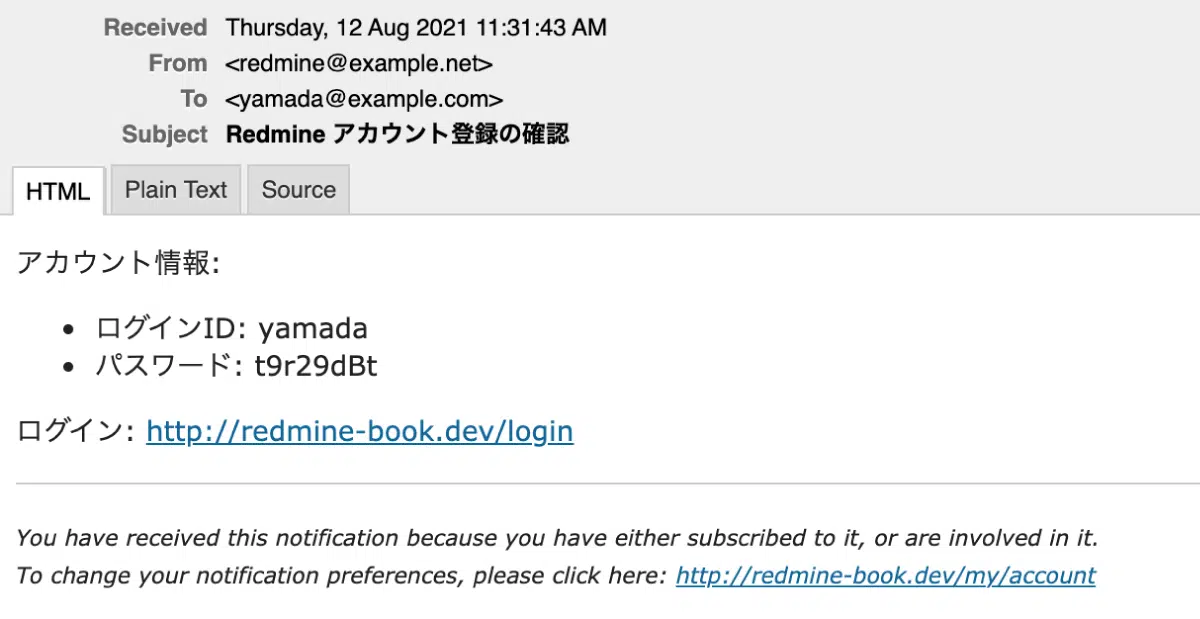 Received Thursday, 12 Aug 2021 11:31:43 AM
From <redmine@example.net>
To <yamada@example.com>
Subject Redmine アカウント登録の確認
HTML Plain Text Source
アカウント情報:
• ログインID: yamada
• パスワード: t9r29dBt
ログイン: http://redmine-book.dev/login
You have received this notification because you have either subscribed to it, or are involved in it.
To change your notification preferences, please click here: http://redmine-book.dev/my/account